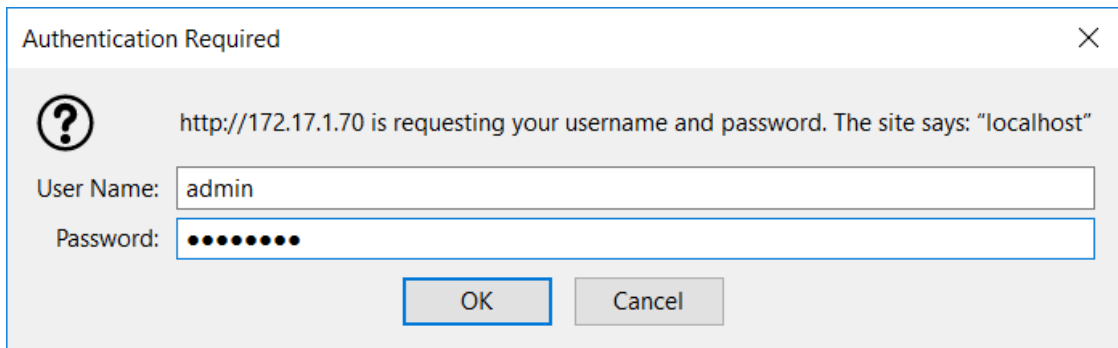 Authentication Required
http://172.17.1.70 is requesting your username and password. The site says: “localhost”
User Name: admin
Password: ●●●●●●●●
OK Cancel